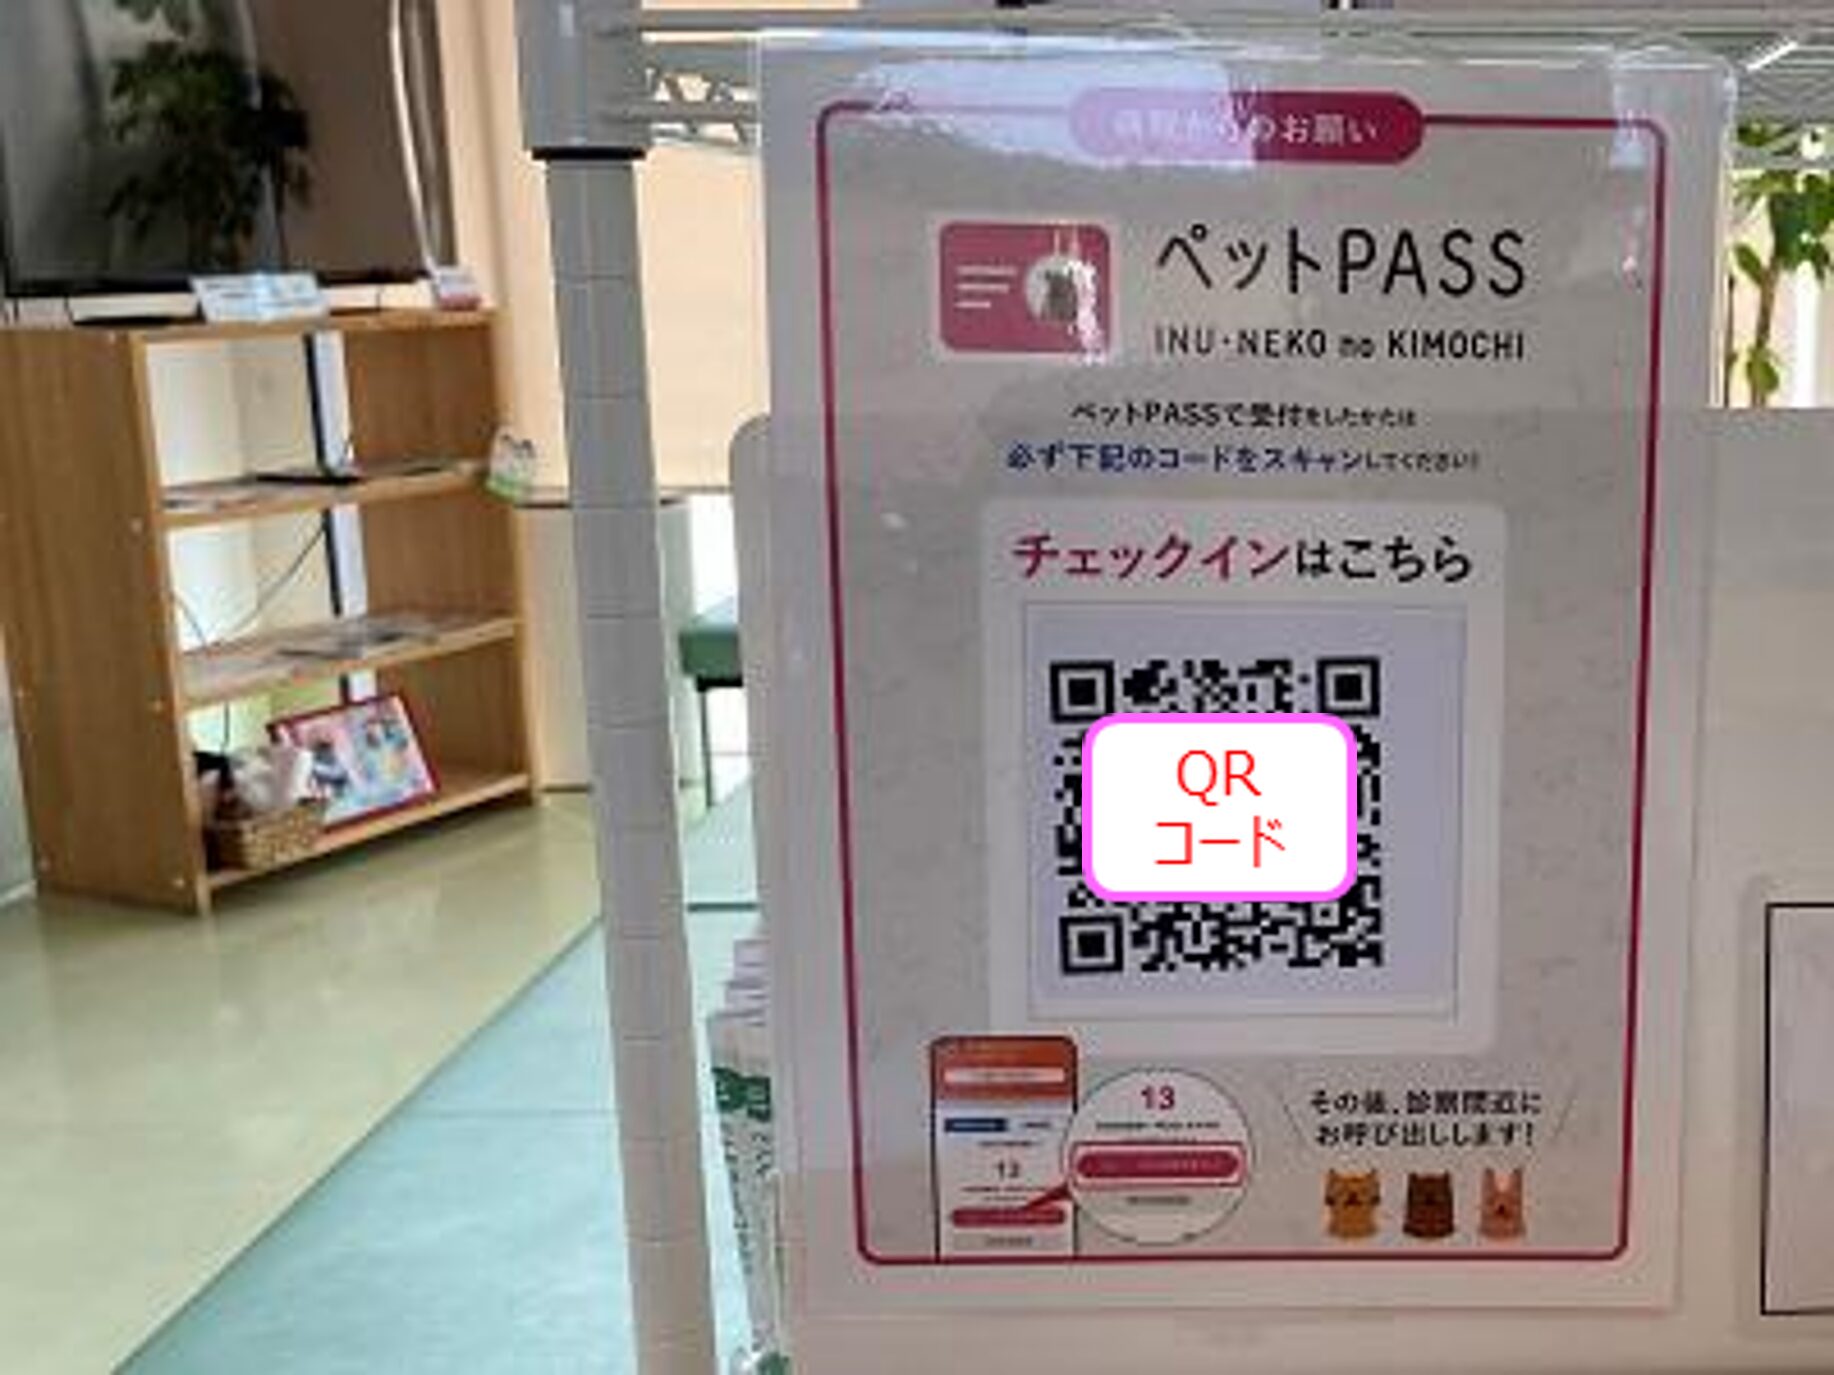 病院からのお願い
ペットPASS
INU・NEKO no KIMOCHI
ペットPASSで受付をしたかたは
必ず下記のコードをスキャンしてください!
チェックインはこちら
QR
コード
13
13
その後、診察間近に
お呼び出しします!